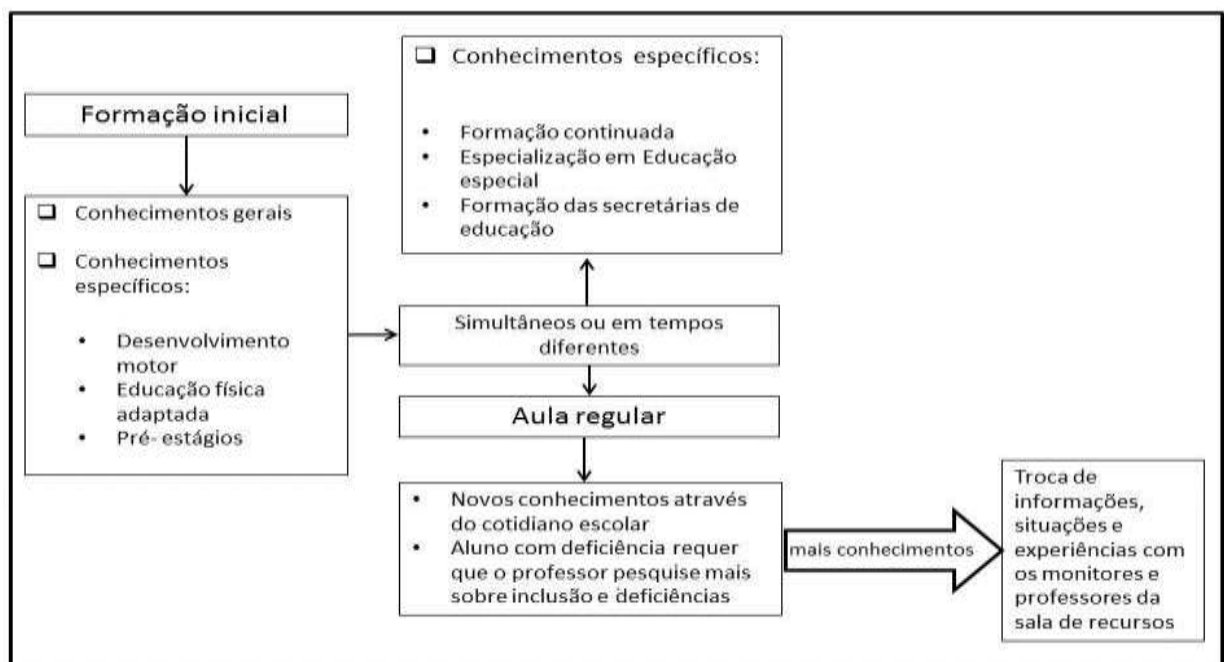 Formação inicial
❑ Conhecimentos gerais
❑ Conhecimentos
específicos:
• Desenvolvimento
motor
• Educação física
adaptada
• Pré- estágios
❑ Conhecimentos específicos:
• Formação continuada
• Especialização em Educação
especial
• Formação das secretárias de
educação
Simultâneos ou em tempos
diferentes
Aula regular
• Novos conhecimentos através
do cotidiano escolar
• Aluno com deficiência requer
que o professor pesquise mais
sobre inclusão e deficiências
mais conhecimentos
Troca de
informações,
situações e
experiências com
os monitores e
professores da
sala de recursos